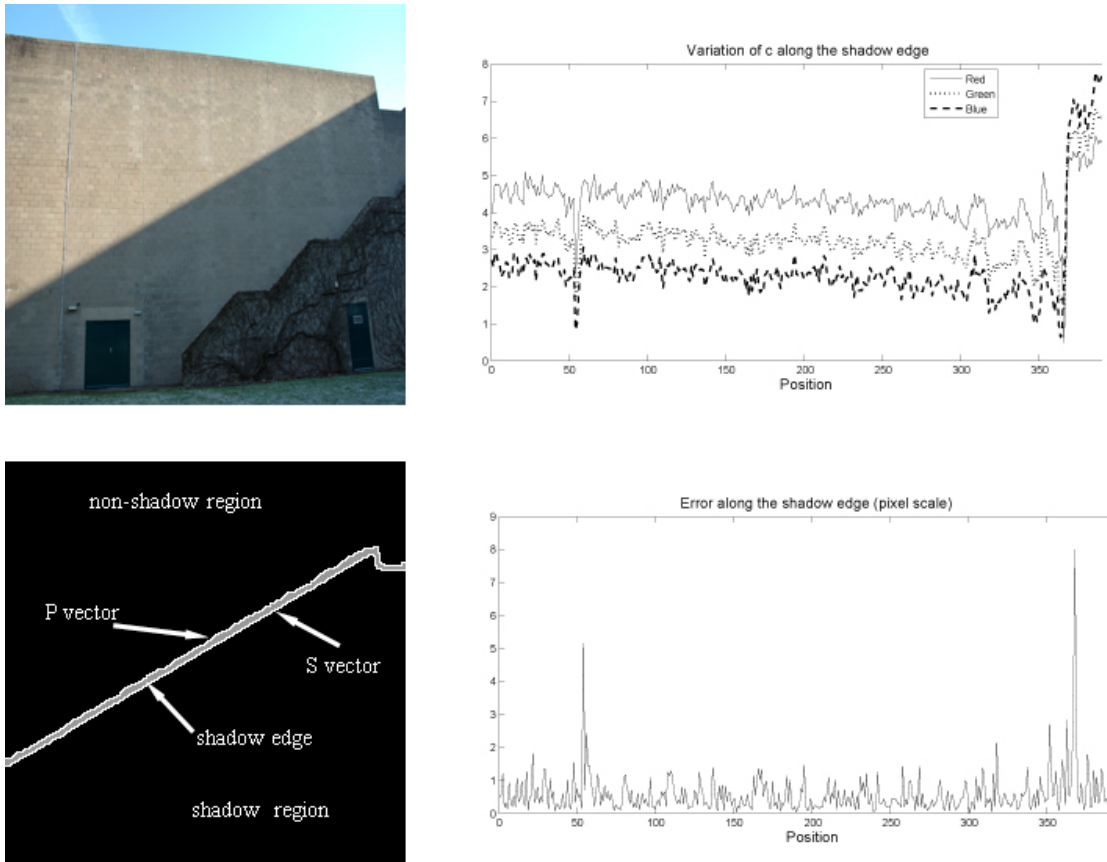 Variation of c along the shadow edge
8
7
6
5
4
3
2
1
0
Red
Green
Blue
0 50 100 150 200 250 300 350
Position
non-shadow region
P vector
S vector
shadow edge
shadow region
Error along the shadow edge (pixel scale)
9
8
7
6
5
4
3
2
1
0
0 50 100 150 200 250 300 350
Position